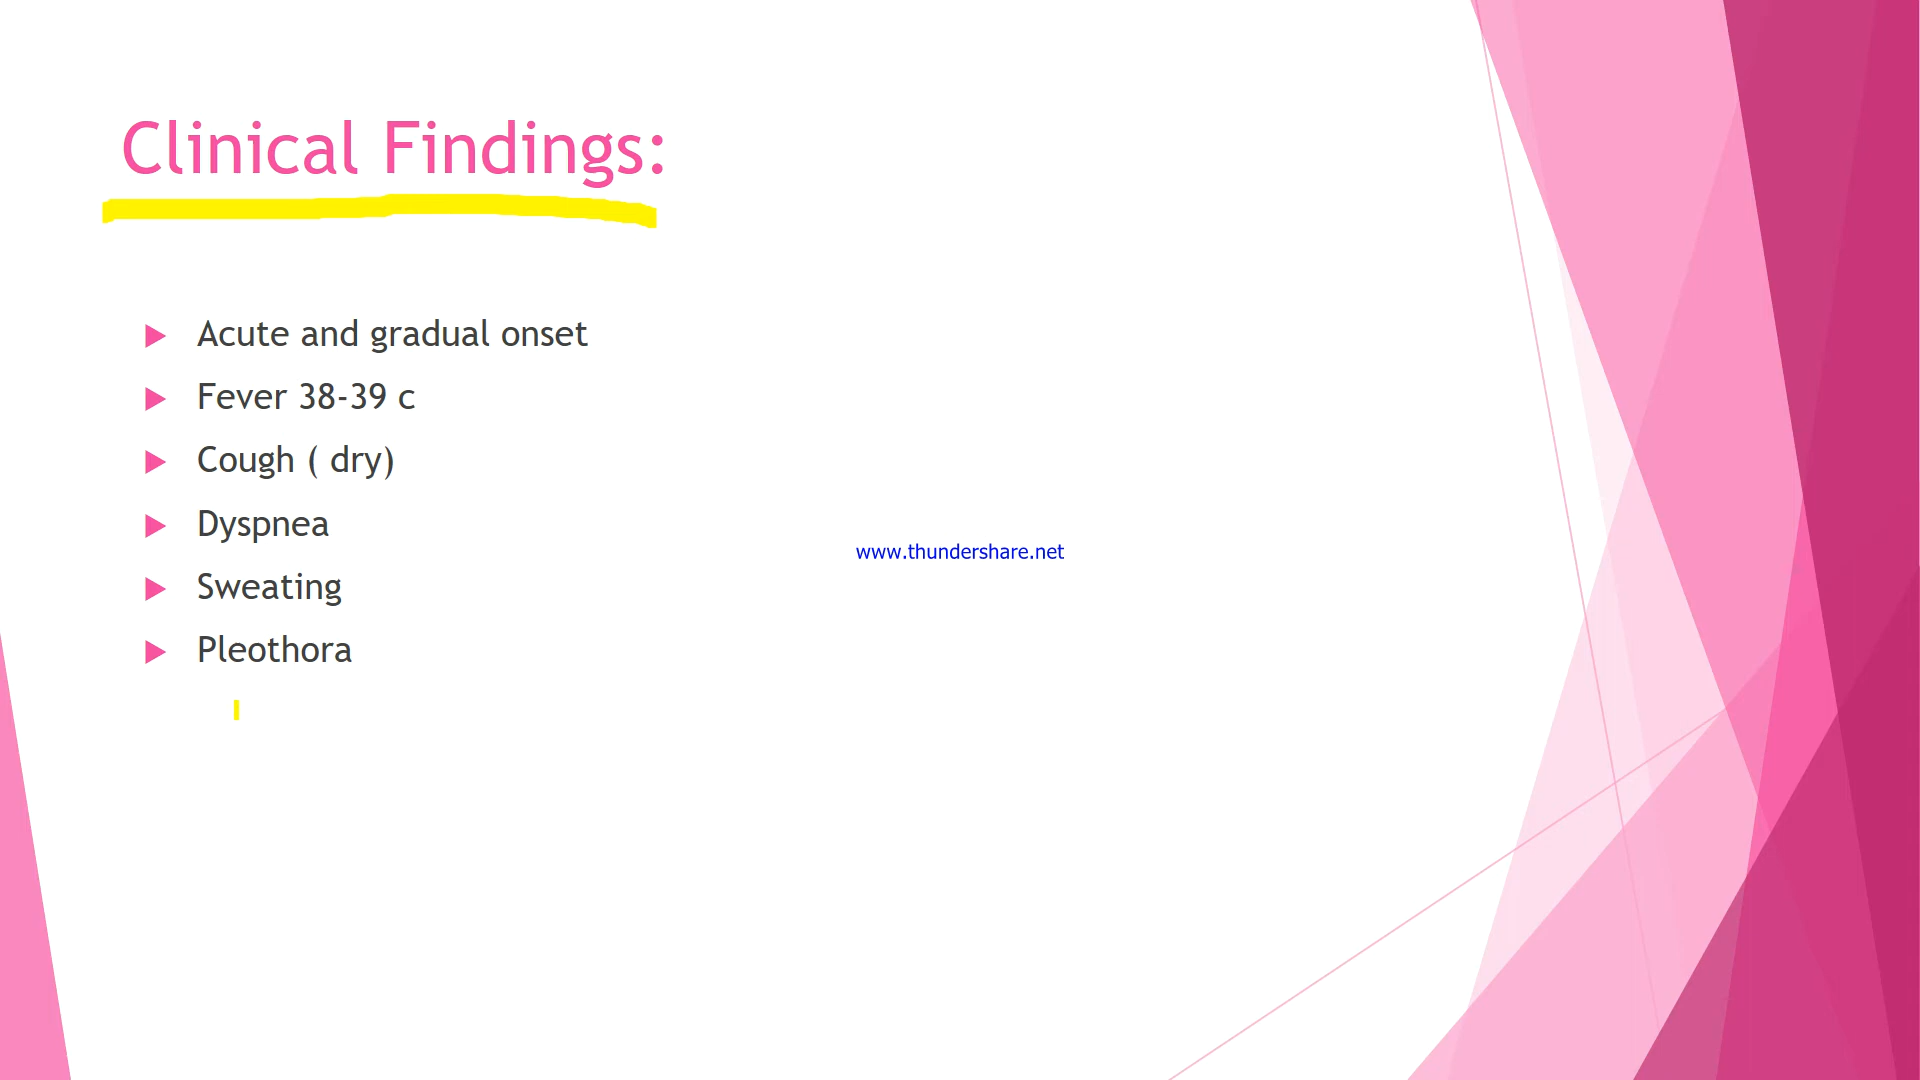 Clinical Findings:
Acute and gradual onset
Fever 38-39 c
Cough ( dry)
Dyspnea
www.thundershare.net
Sweating
Pleothora